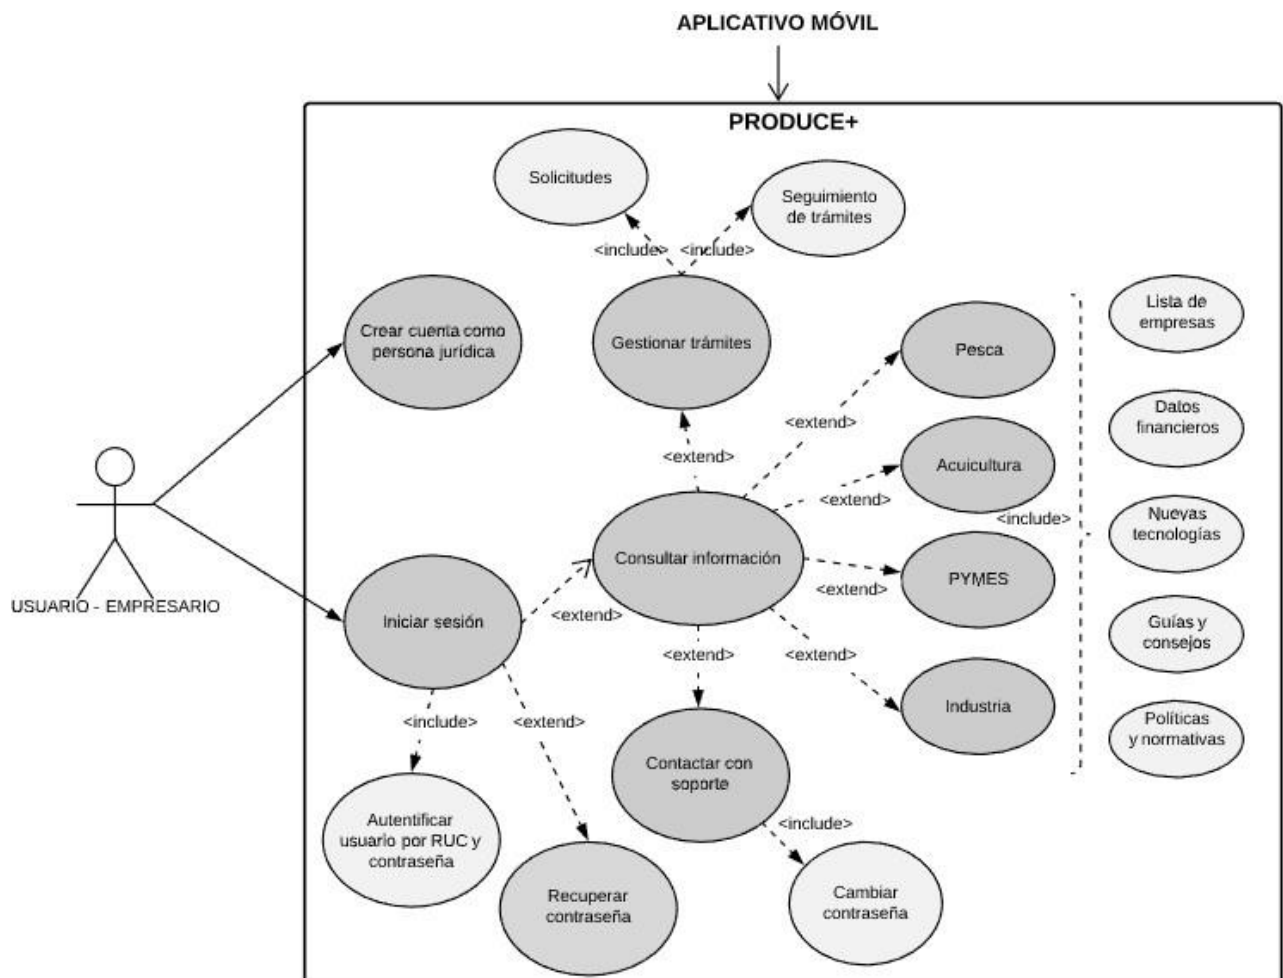 APLICATIVO MÓVIL
PRODUCE+
Solicitudes
Seguimiento
de trámites
<include>
<include>
Crear cuenta como
persona jurídica
Gestionar trámites
Pesca
Lista de
empresas
<extend>
<extend>
Datos
financieros
Acuicultura
<extend>
<include>
Nuevas
tecnologías
Consultar información
PYMES
<extend>
USUARIO - EMPRESARIO
Iniciar sesión
<extend>
Guías y
consejos
<extend>
<extend>
Industria
Políticas
y normativas
<include>
<extend>
Contactar con
soporte
<include>
Autentificar
usuario por RUC y
contraseña
Recuperar
contraseña
Cambiar
contraseña